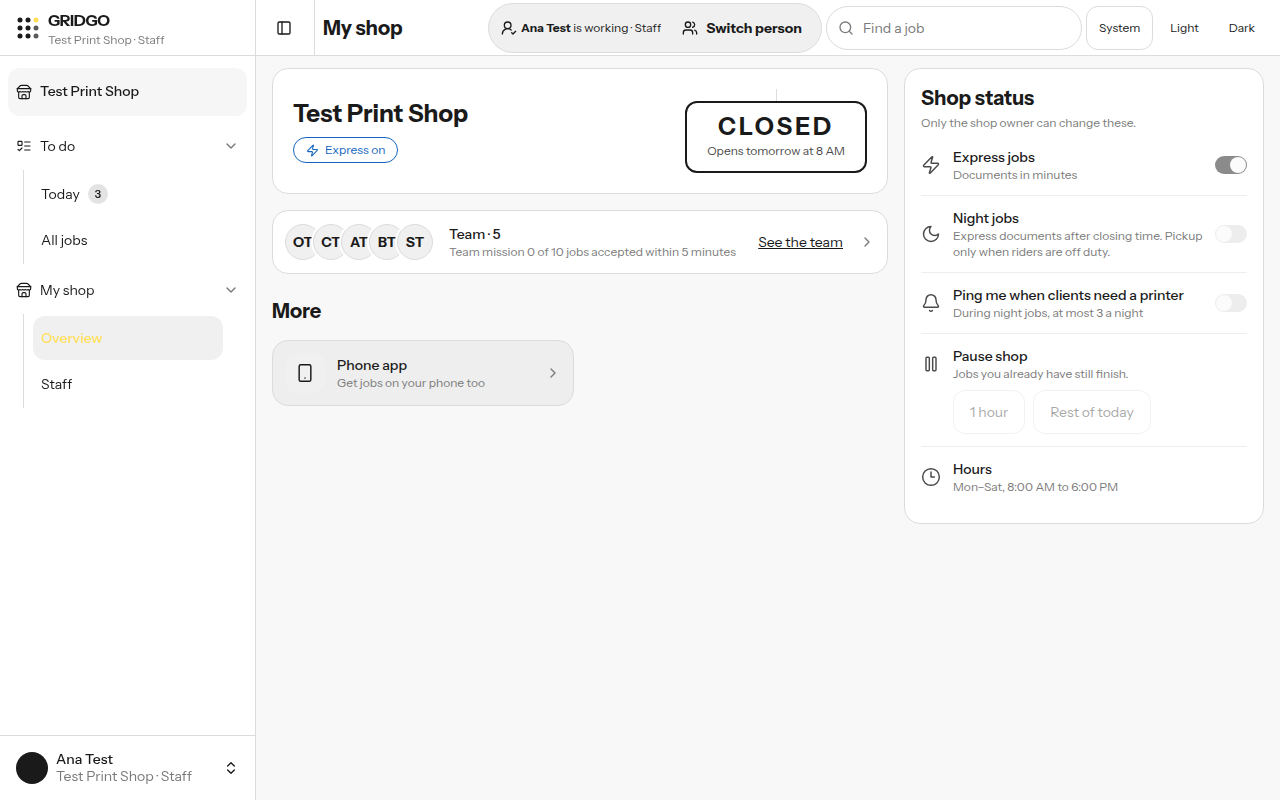 GRIDGO
Test Print Shop · Staff
Test Print Shop
To do
Today 3
All jobs
My shop
Overview
Staff
Ana Test
Test Print Shop · Staff
My shop
Ana Test is working · Staff
Switch person
Find a job
System
Light
Dark
Test Print Shop
Express on
CLOSED
Opens tomorrow at 8 AM
OT CT AT BT ST
Team · 5
Team mission 0 of 10 jobs accepted within 5 minutes
See the team
More
Phone app
Get jobs on your phone too
Shop status
Only the shop owner can change these.
Express jobs
Documents in minutes
Night jobs
Express documents after closing time. Pickup
only when riders are off duty.
Ping me when clients need a printer
During night jobs, at most 3 a night
Pause shop
Jobs you already have still finish.
1 hour
Rest of today
Hours
Mon–Sat, 8:00 AM to 6:00 PM